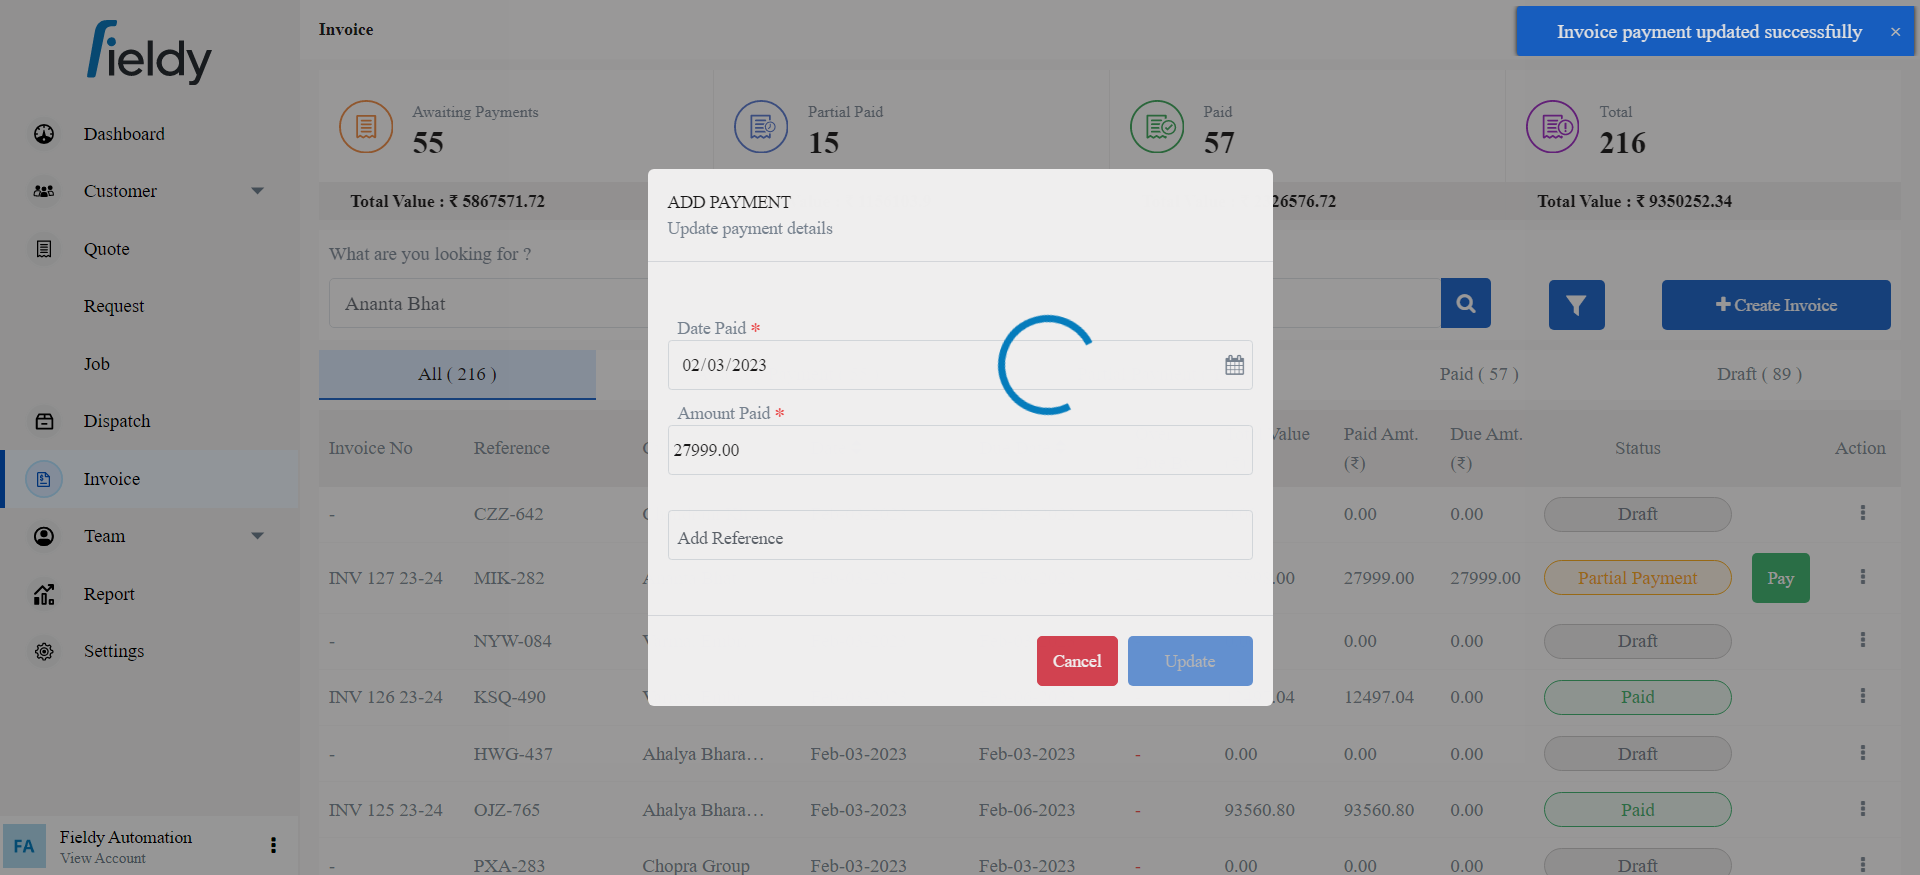 fieldy
Invoice
Invoice payment updated successfully ×
Dashboard
Customer
Quote
Request
Job
Dispatch
Invoice
Team
Report
Settings
FA
Fieldy Automation
View Account
Awaiting Payments
55
Partial Paid
15
Paid
57
Total
216
Total Value : ₹ 5867571.72
26576.72
Total Value : ₹ 9350252.34
What are you looking for ?
Ananta Bhat
Create Invoice
All ( 216 )
Paid ( 57 )
Draft ( 89 )
ADD PAYMENT
Update payment details
Date Paid *
02/03/2023
Amount Paid *
27999.00
Add Reference
Cancel
Update
Invoice No Reference Value Paid Amt. (₹) Due Amt. (₹) Status Action
- CZZ-642 0.00 0.00 Draft
INV 127 23-24 MIK-282 .00 27999.00 27999.00 Partial Payment Pay
- NYW-084 0.00 0.00 Draft
INV 126 23-24 KSQ-490 .04 12497.04 0.00 Paid
- HWG-437 Ahalya Bhara... Feb-03-2023 Feb-03-2023 - 0.00 0.00 0.00 Draft
INV 125 23-24 OJZ-765 Ahalya Bhara... Feb-03-2023 Feb-06-2023 - 93560.80 93560.80 0.00 Paid
- PXA-283 Chopra Group Feb-03-2023 Feb-03-2023 - 0.00 0.00 0.00 Draft